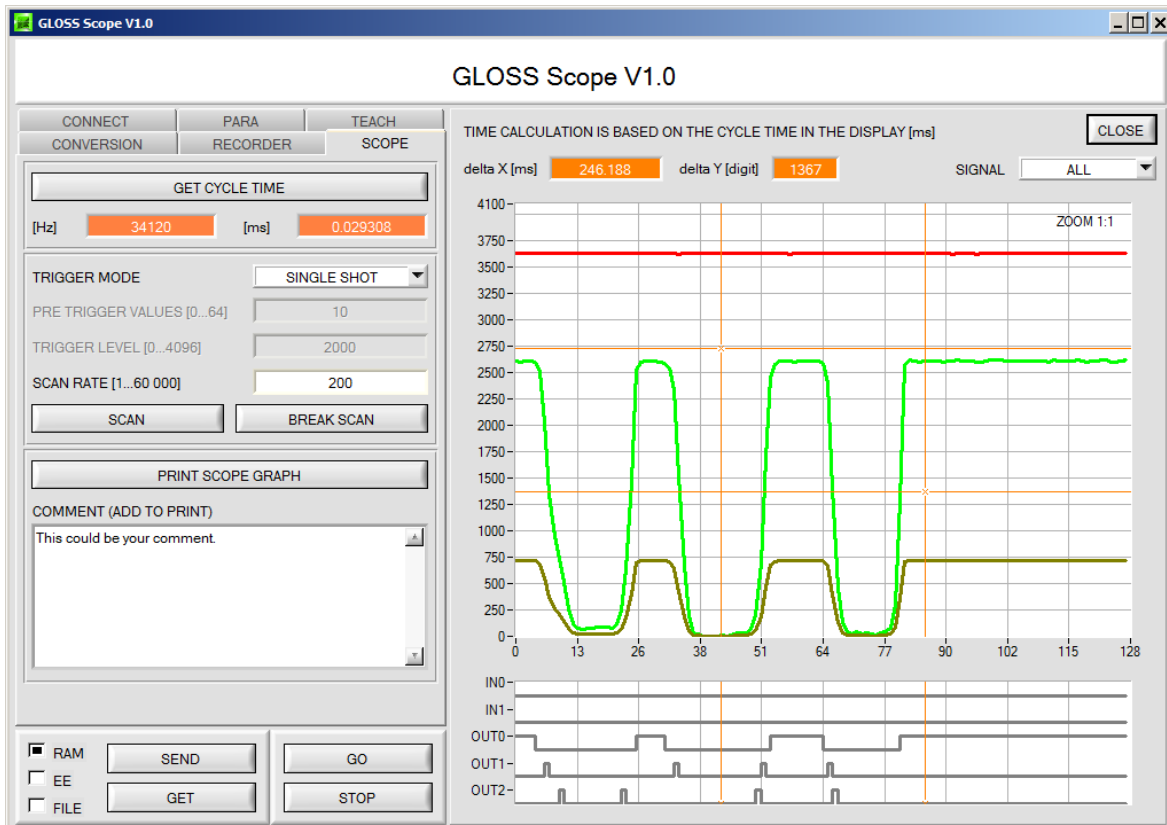 GLOSS Scope V1.0
GLOSS Scope V1.0
CONNECT PARA TEACH
CONVERSION RECORDER SCOPE
GET CYCLE TIME
[Hz] 34120 [ms] 0.029308
TRIGGER MODE SINGLE SHOT
PRE TRIGGER VALUES [0...64] 10
TRIGGER LEVEL [0...4096] 2000
SCAN RATE [1...60 000] 200
SCAN BREAK SCAN
PRINT SCOPE GRAPH
COMMENT (ADD TO PRINT)
This could be your comment.
RAM
EE
FILE
SEND
GET
GO
STOP
TIME CALCULATION IS BASED ON THE CYCLE TIME IN THE DISPLAY [ms]
CLOSE
delta X [ms] 246.188 delta Y [digit] 1367 SIGNAL ALL
ZOOM 1:1
4100
3750
3500
3250
3000
2750
2500
2250
2000
1750
1500
1250
1000
750
500
250
0
0 13 26 38 51 64 77 90 102 115 128
IN0
IN1
OUT0
OUT1
OUT2